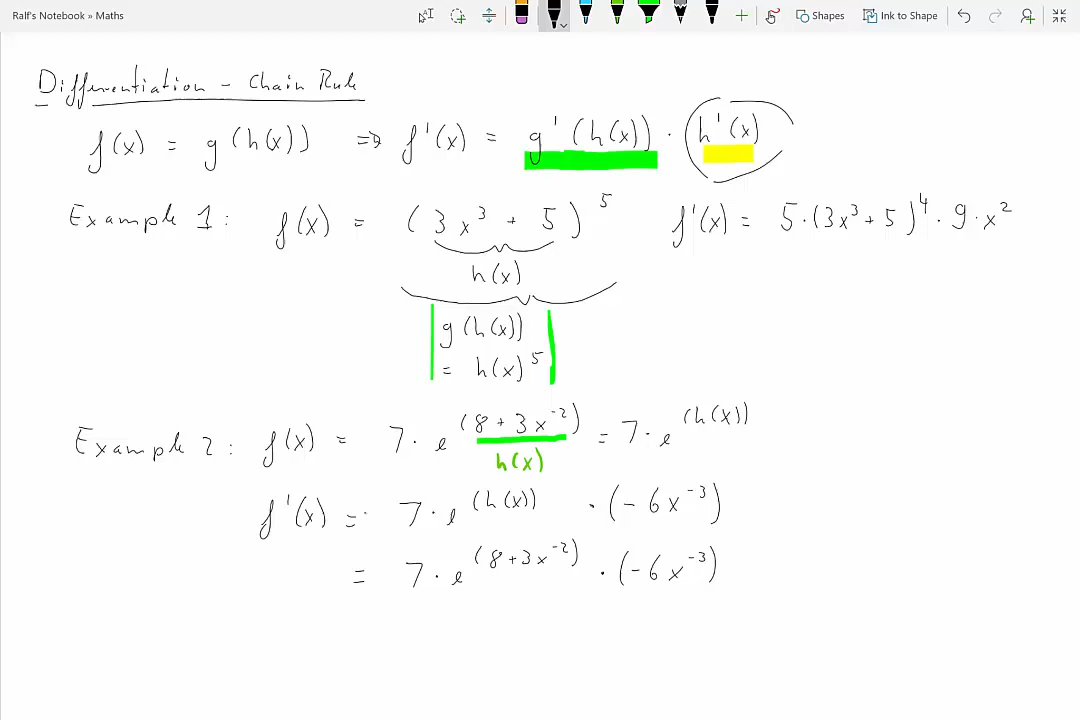 Ralf's Notebook » Maths Shapes Ink to Shape
Differentiation - Chain Rule
f(x) = g(h(x)) => f'(x) = g'(h(x)) · h'(x)
Example 1: f(x) = (3x³ + 5)⁵ f'(x) = 5·(3x³+5)⁴·9·x²
h(x)
g(h(x))
= h(x)⁵
Example 2: f(x) = 7·e^(8+3x⁻²) = 7·e^(h(x))
h(x)
f'(x) = 7·e^(h(x)) ·(-6x⁻³)
= 7·e^(8+3x⁻²) ·(-6x⁻³)